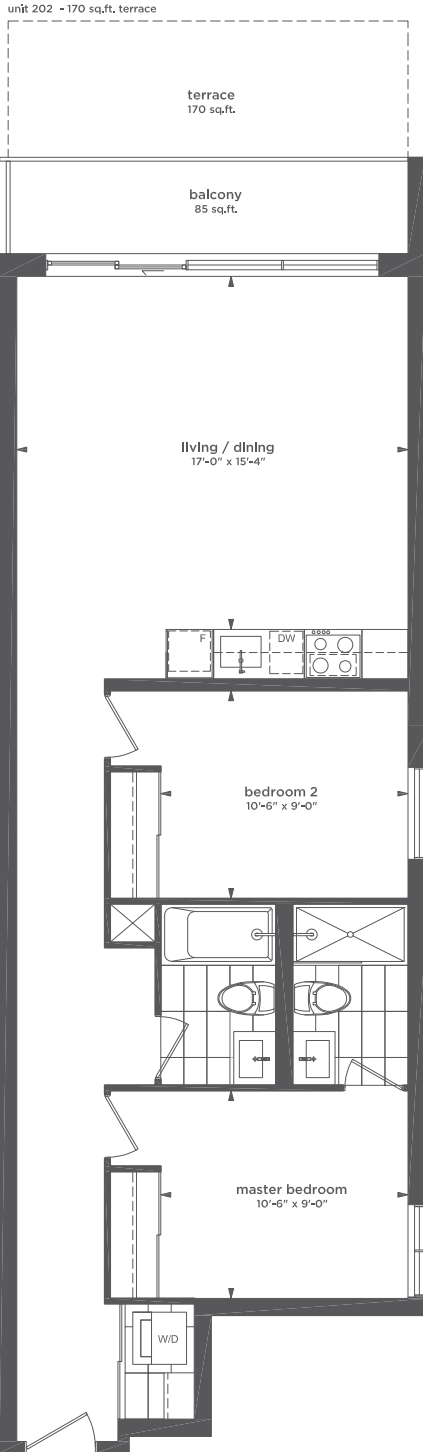 unit 202 - 170 sq.ft. terrace
terrace
170 sq.ft.
balcony
85 sq.ft.
living / dining
17'-0" x 15'-4"
F
DW
bedroom 2
10'-6" x 9'-0"
master bedroom
10'-6" x 9'-0"
W/D